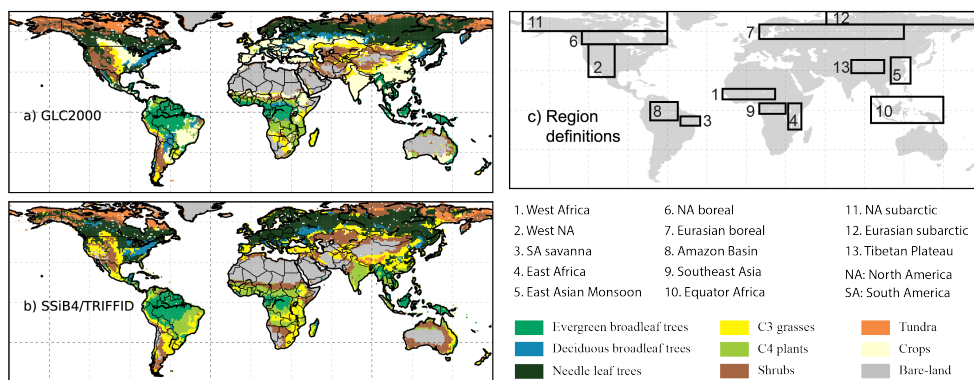 a) GLC2000
b) SSiB4/TRIFFID
11
12
6
7
2
13
5
1
10
8
9
4
3
c) Region
definitions
1. West Africa
2. West NA
3. SA savanna
4. East Africa
5. East Asian Monsoon
6. NA boreal
7. Eurasian boreal
8. Amazon Basin
9. Southeast Asia
10. Equator Africa
11. NA subarctic
12. Eurasian subarctic
13. Tibetan Plateau
NA: North America
SA: South America
Evergreen broadleaf trees
Deciduous broadleaf trees
Needle leaf trees
C3 grasses
C4 plants
Shrubs
Tundra
Crops
Bare-land